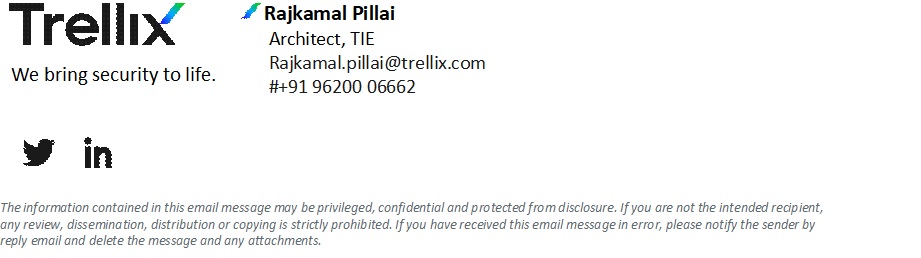 Trellix
We bring security to life.
Rajkamal Pillai
Architect, TIE
Rajkamal.pillai@trellix.com
#+91 96200 06662
in
The information contained in this email message may be privileged, confidential and protected from disclosure. If you are not the intended recipient,
any review, dissemination, distribution or copying is strictly prohibited. If you have received this email message in error, please notify the sender by
reply email and delete the message and any attachments.